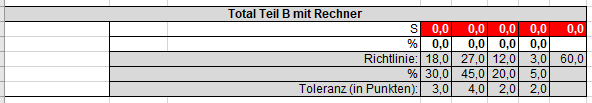 Total Teil B mit Rechner
S 0,0 0,0 0,0 0,0 0,0
% 0,0 0,0 0,0 0,0
Richtlinie: 18,0 27,0 12,0 3,0 60,0
% 30,0 45,0 20,0 5,0
Toleranz (in Punkten): 3,0 4,0 2,0 2,0